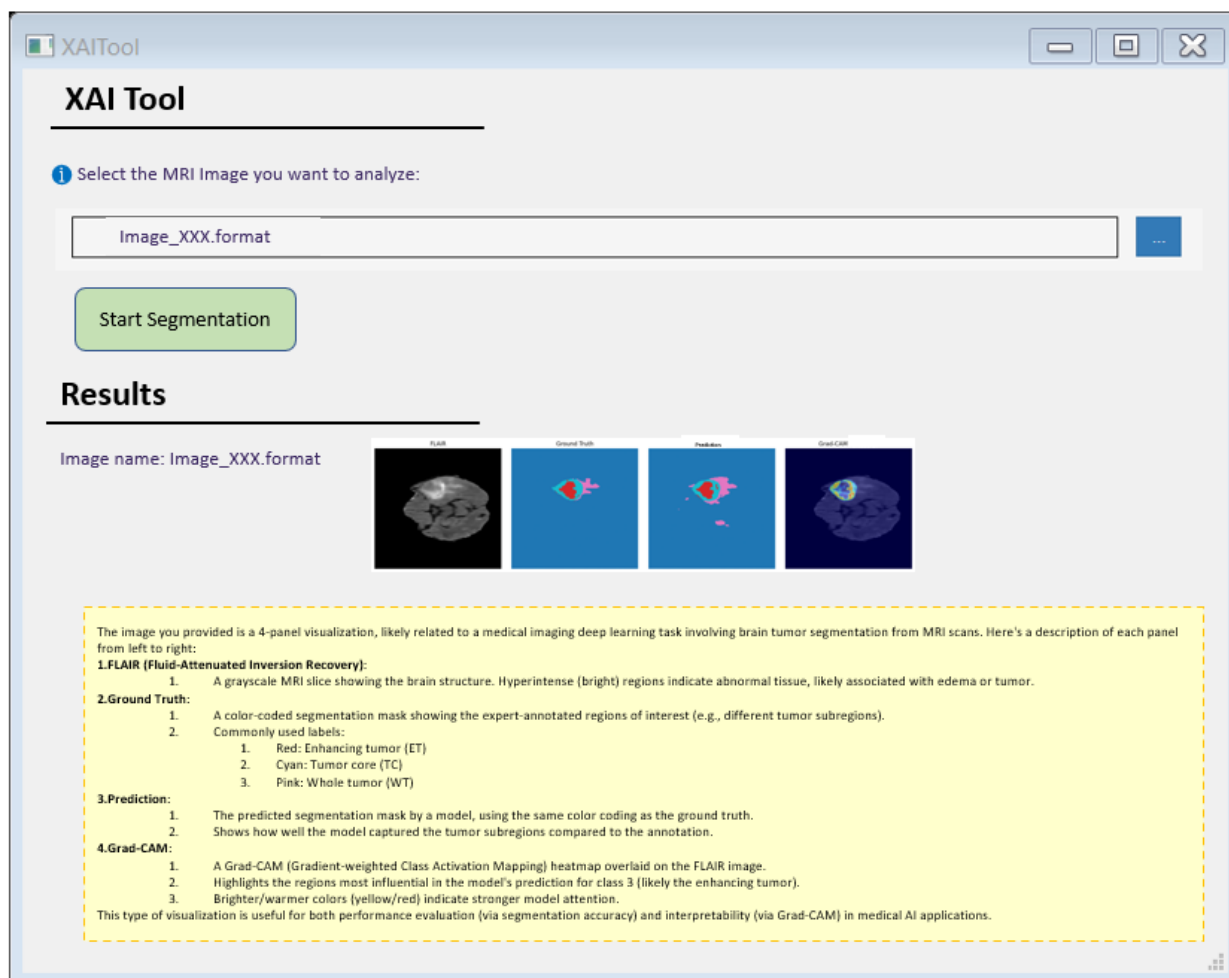 XAITool
XAI Tool
Select the MRI Image you want to analyze:
Image_XXX.format
...
Start Segmentation
Results
Image name: Image_XXX.format
FLAIR
Ground Truth
Prediction
Grad-CAM
The image you provided is a 4-panel visualization, likely related to a medical imaging deep learning task involving brain tumor segmentation from MRI scans. Here's a description of each panel
from left to right:
1.FLAIR (Fluid-Attenuated Inversion Recovery):
1. A grayscale MRI slice showing the brain structure. Hyperintense (bright) regions indicate abnormal tissue, likely associated with edema or tumor.
2.Ground Truth:
1. A color-coded segmentation mask showing the expert-annotated regions of interest (e.g., different tumor subregions).
2. Commonly used labels:
1. Red: Enhancing tumor (ET)
2. Cyan: Tumor core (TC)
3. Pink: Whole tumor (WT)
3.Prediction:
1. The predicted segmentation mask by a model, using the same color coding as the ground truth.
2. Shows how well the model captured the tumor subregions compared to the annotation.
4.Grad-CAM:
1. A Grad-CAM (Gradient-weighted Class Activation Mapping) heatmap overlaid on the FLAIR image.
2. Highlights the regions most influential in the model's prediction for class 3 (likely the enhancing tumor).
3. Brighter/warmer colors (yellow/red) indicate stronger model attention.
This type of visualization is useful for both performance evaluation (via segmentation accuracy) and interpretability (via Grad-CAM) in medical AI applications.